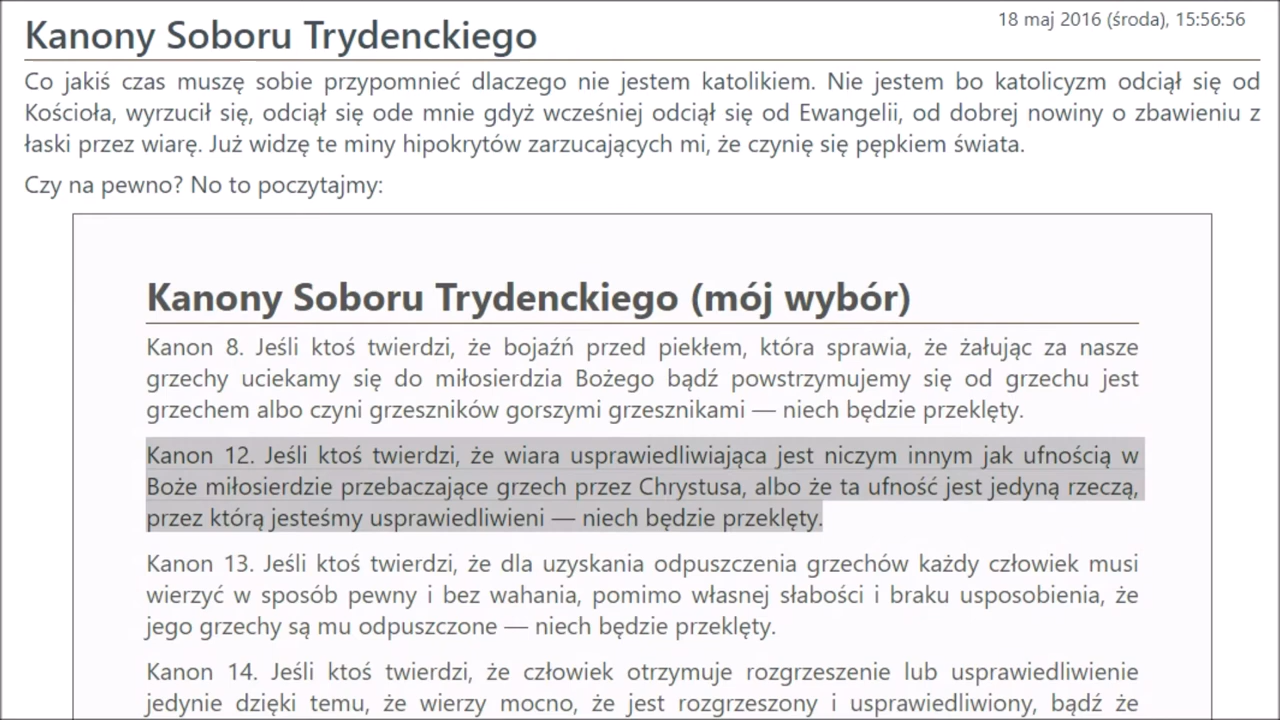 18 maj 2016 (środa), 15:56:56
Kanony Soboru Trydenckiego
Co jakiś czas muszę sobie przypomnieć dlaczego nie jestem katolikiem. Nie jestem bo katolicyzm odciął się od
Kościoła, wyrzucił się, odciął się ode mnie gdyż wcześniej odciął się od Ewangelii, od dobrej nowiny o zbawieniu z
łaski przez wiarę. Już widzę te miny hipokrytów zarzucających mi, że czynię się pępkiem świata.
Czy na pewno? No to poczytajmy:
Kanony Soboru Trydenckiego (mój wybór)
Kanon 8. Jeśli ktoś twierdzi, że bojaźń przed piekłem, która sprawia, że żałując za nasze
grzechy uciekamy się do miłosierdzia Bożego bądź powstrzymujemy się od grzechu jest
grzechem albo czyni grzeszników gorszymi grzesznikami — niech będzie przeklęty.
Kanon 12. Jeśli ktoś twierdzi, że wiara usprawiedliwiająca jest niczym innym jak ufnością w
Boże miłosierdzie przebaczające grzech przez Chrystusa, albo że ta ufność jest jedyną rzeczą,
przez którą jesteśmy usprawiedliwieni — niech będzie przeklęty.
Kanon 13. Jeśli ktoś twierdzi, że dla uzyskania odpuszczenia grzechów każdy człowiek musi
wierzyć w sposób pewny i bez wahania, pomimo własnej słabości i braku usposobienia, że
jego grzechy są mu odpuszczone — niech będzie przeklęty.
Kanon 14. Jeśli ktoś twierdzi, że człowiek otrzymuje rozgrzeszenie lub usprawiedliwienie
jedynie dzięki temu, że wierzy mocno, że jest rozgrzeszony i usprawiedliwiony, bądź że